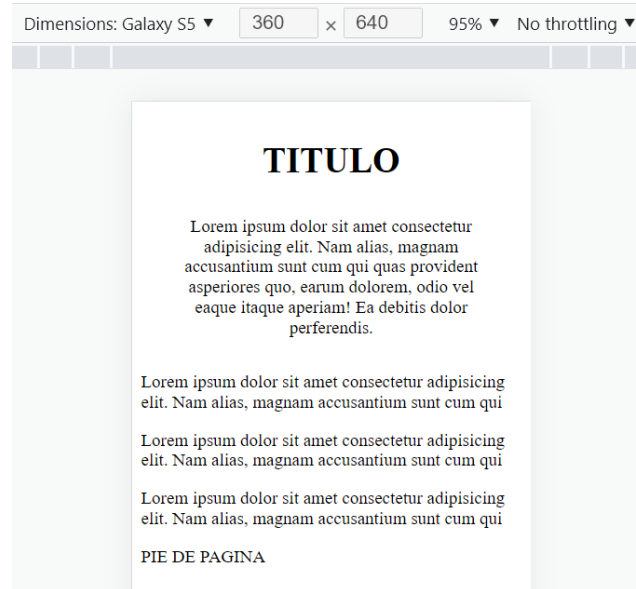 Dimensions: Galaxy S5 ▼ 360 × 640 95% ▼ No throttling ▼
TITULO
Lorem ipsum dolor sit amet consectetur
adipisicing elit. Nam alias, magnam
accusantium sunt cum qui quas provident
asperiores quo, earum dolorem, odio vel
eaque itaque aperiam! Ea debitis dolor
perferendis.
Lorem ipsum dolor sit amet consectetur adipisicing
elit. Nam alias, magnam accusantium sunt cum qui
Lorem ipsum dolor sit amet consectetur adipisicing
elit. Nam alias, magnam accusantium sunt cum qui
Lorem ipsum dolor sit amet consectetur adipisicing
elit. Nam alias, magnam accusantium sunt cum qui
PIE DE PAGINA